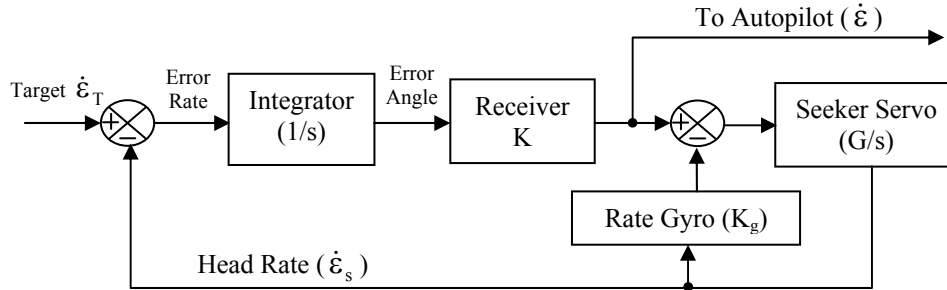 To Autopilot (ε̇)
Target ε̇T
Error
Rate
Integrator
(1/s)
Error
Angle
Receiver
K
Seeker Servo
(G/s)
+
−
+
−
Rate Gyro (Kg)
Head Rate (ε̇s)